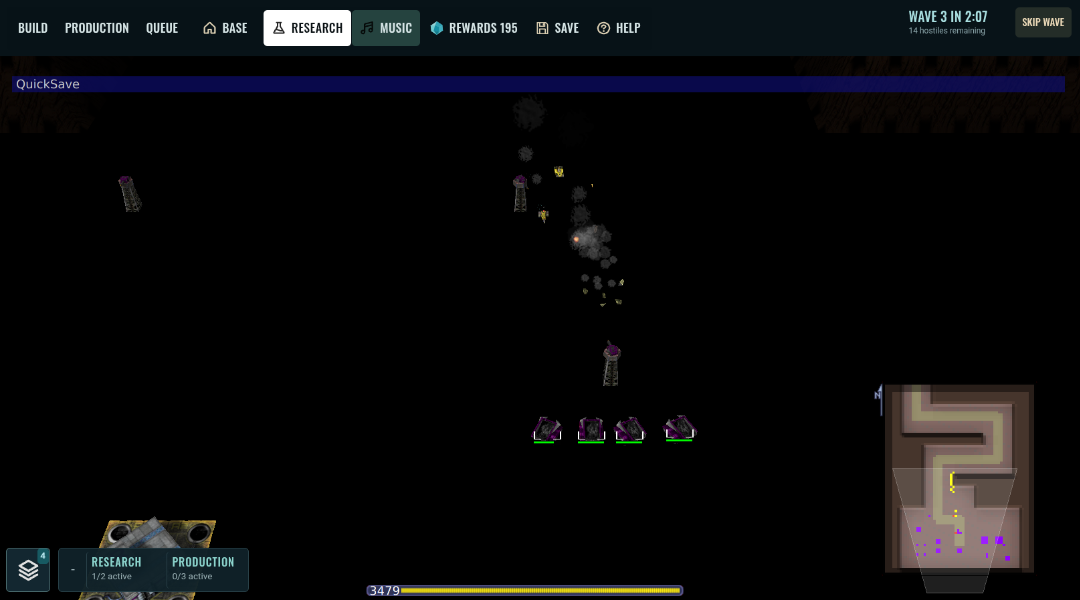 BUILD PRODUCTION QUEUE BASE RESEARCH MUSIC REWARDS 195 SAVE HELP
WAVE 3 IN 2:07
14 hostiles remaining
SKIP WAVE
QuickSave
N
4
- RESEARCH PRODUCTION
1/2 active 0/3 active
3479